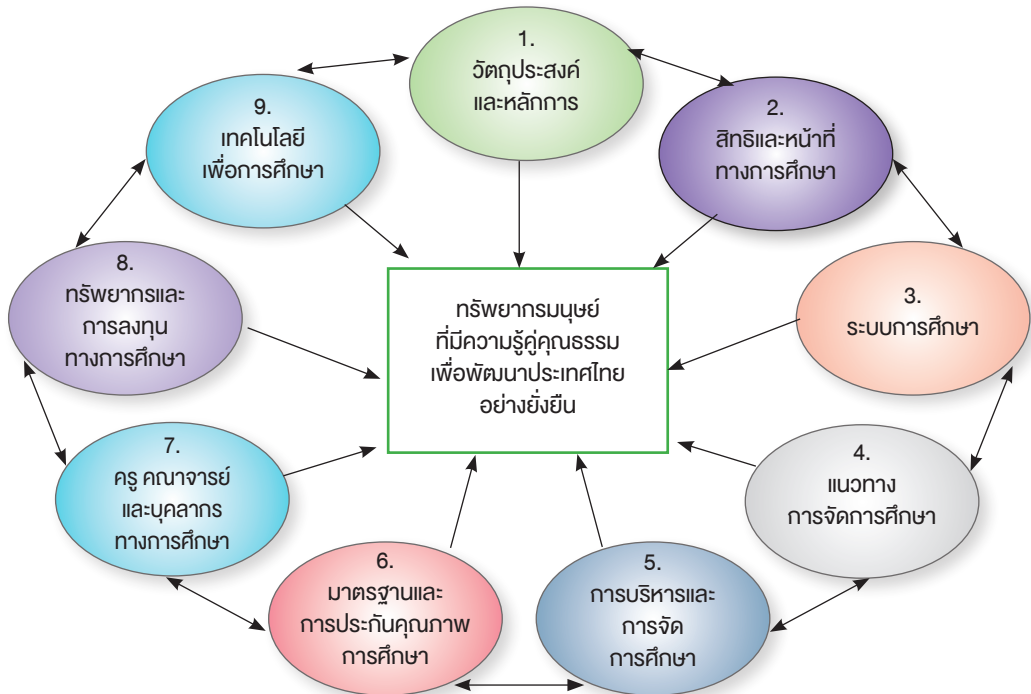 1.
วัตถุประสงค์
และหลักการ
2.
สิทธิและหน้าที่
ทางการศึกษา
3.
ระบบการศึกษา
4.
แนวทาง
การจัดการศึกษา
5.
การบริหารและ
การจัด
การศึกษา
6.
มาตรฐานและ
การประกันคุณภาพ
การศึกษา
7.
ครู คณาจารย์
และบุคลากร
ทางการศึกษา
8.
ทรัพยากรและ
การลงทุน
ทางการศึกษา
9.
เทคโนโลยี
เพื่อการศึกษา
ทรัพยากรมนุษย์
ที่มีความรู้คู่คุณธรรม
เพื่อพัฒนาประเทศไทย
อย่างยั่งยืน